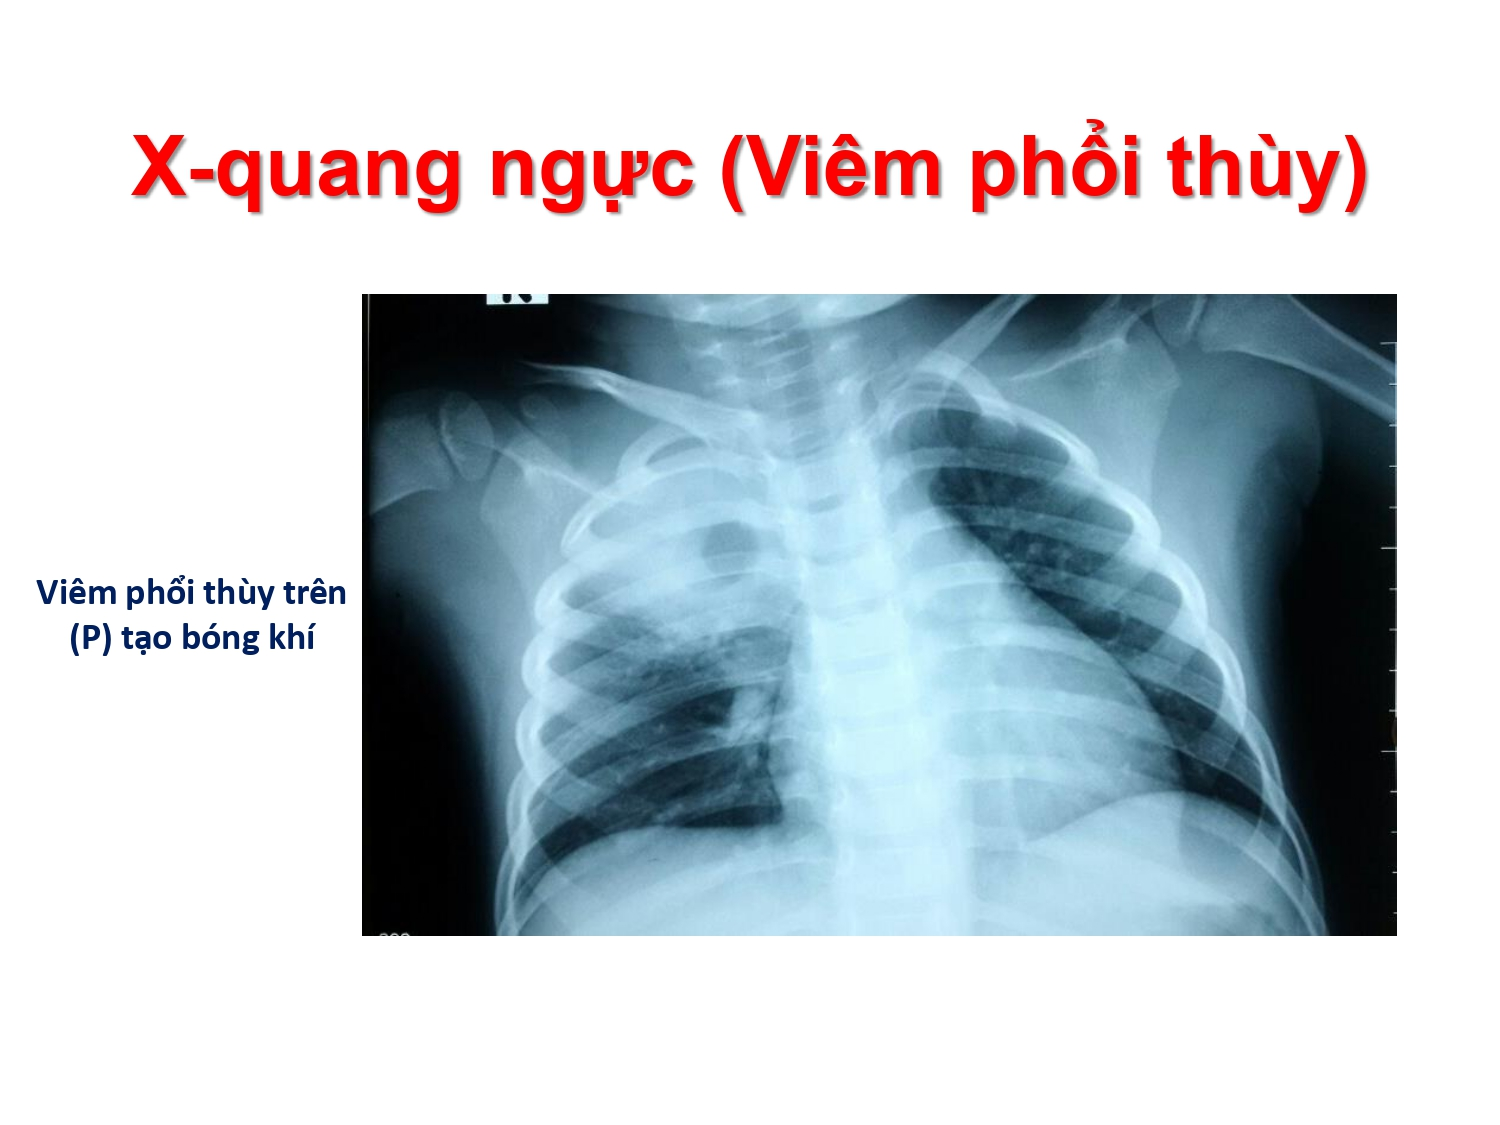 X-quang ngực (Viêm phổi thùy)
Viêm phổi thùy trên
(P) tạo bóng khí